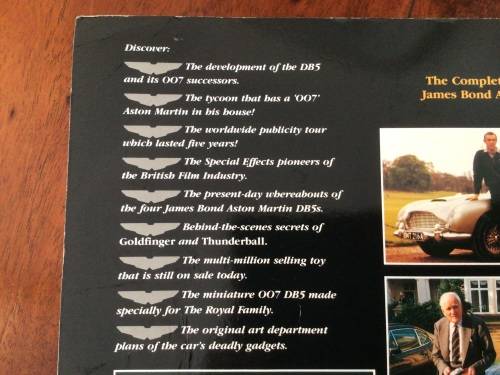 Discover:
The development of the DB5
and its OO7 successors.
The tycoon that has a 'OO7'
Aston Martin in his house!
The worldwide publicity tour
which lasted five years!
The Special Effects pioneers of
the British Film Industry.
The present-day whereabouts of
the four James Bond Aston Martin DB5s.
Behind-the-scenes secrets of
Goldfinger and Thunderball.
The multi-million selling toy
that is still on sale today.
The miniature OO7 DB5 made
specially for The Royal Family.
The original art department
plans of the car's deadly gadgets.
The Complet
James Bond A